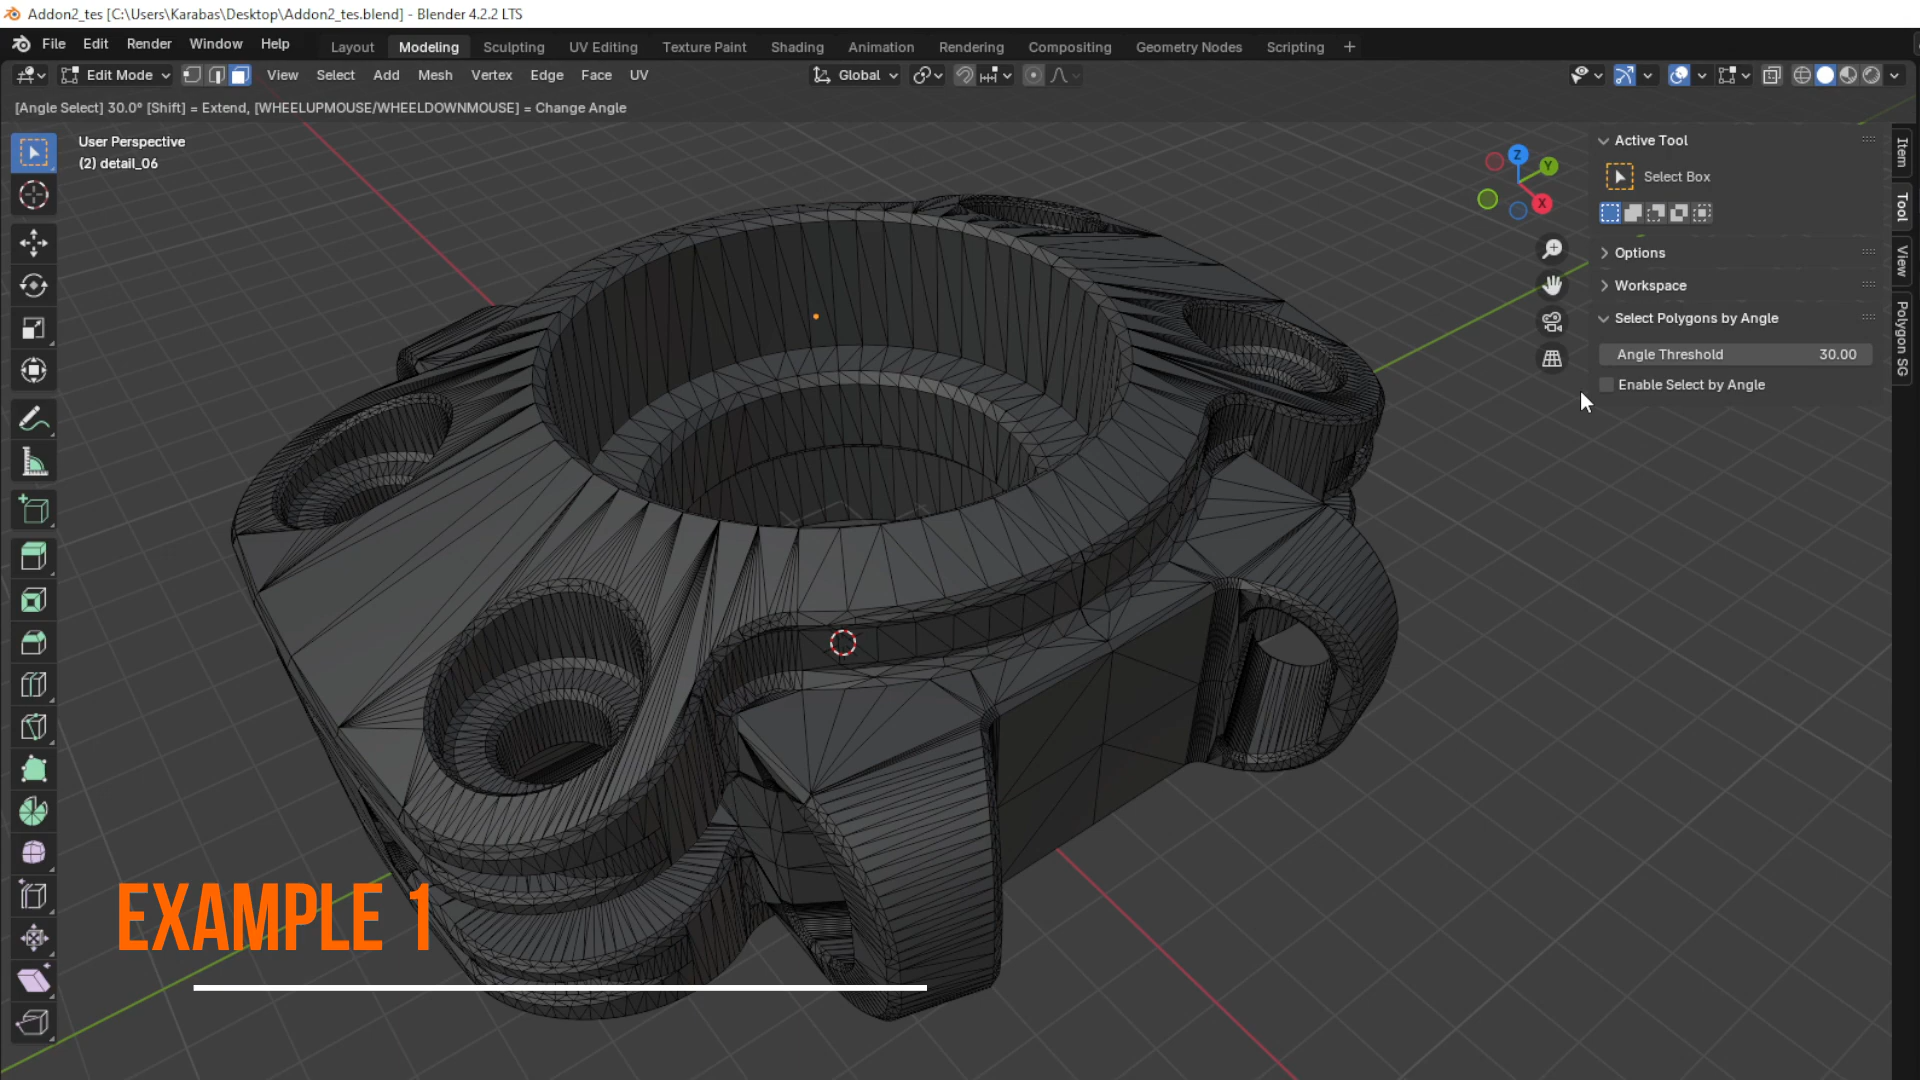 Addon2_tes [C:\Users\Karabas\Desktop\Addon2_tes.blend] - Blender 4.2.2 LTS
File Edit Render Window Help Layout Modeling Sculpting UV Editing Texture Paint Shading Animation Rendering Compositing Geometry Nodes Scripting +
Edit Mode View Select Add Mesh Vertex Edge Face UV Global
[Angle Select] 30.0° [Shift] = Extend, [WHEELUPMOUSE/WHEELDOWNMOUSE] = Change Angle
User Perspective
(2) detail_06
Z
Y
X
Active Tool
Select Box
Options
Workspace
Select Polygons by Angle
Angle Threshold 30.00
Enable Select by Angle
Item
Tool
View
Polygon SG
EXAMPLE 1